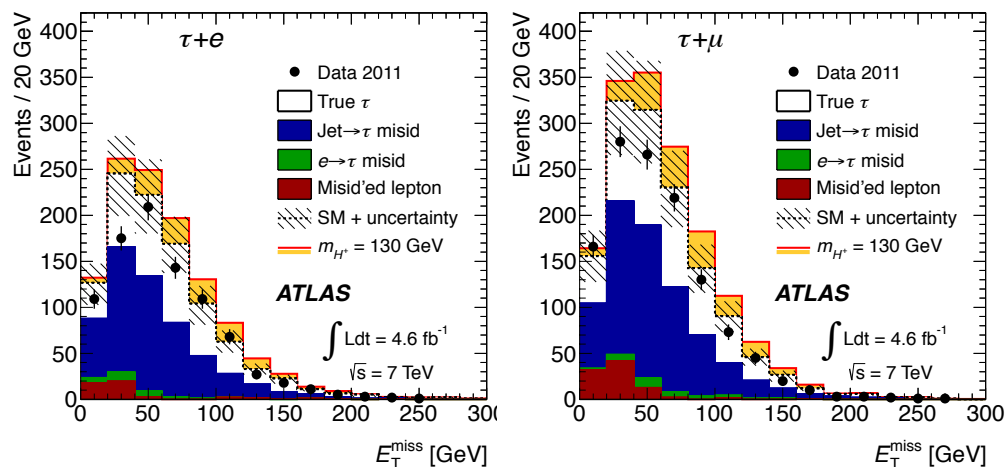 Events / 20 GeV
400
350
300
250
200
150
100
50
0
τ+e
Data 2011
True τ
Jet→τ misid
e→τ misid
Misid'ed lepton
SM + uncertainty
m_H+ = 130 GeV
ATLAS
∫ Ldt = 4.6 fb⁻¹
√s = 7 TeV
0 50 100 150 200 250 300
E_T^miss [GeV]
Events / 20 GeV
400
350
300
250
200
150
100
50
0
τ+μ
Data 2011
True τ
Jet→τ misid
e→τ misid
Misid'ed lepton
SM + uncertainty
m_H+ = 130 GeV
ATLAS
∫ Ldt = 4.6 fb⁻¹
√s = 7 TeV
0 50 100 150 200 250 300
E_T^miss [GeV]